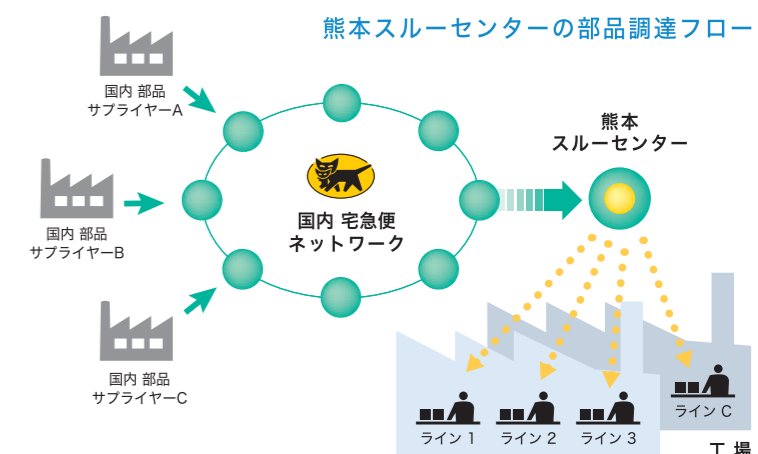 熊本スルーセンターの部品調達フロー
国内 部品
サプライヤーA
国内 部品
サプライヤーB
国内 部品
サプライヤーC
国内 宅急便
ネットワーク
熊本
スルーセンター
ライン 1
ライン 2
ライン 3
ライン C
工 場